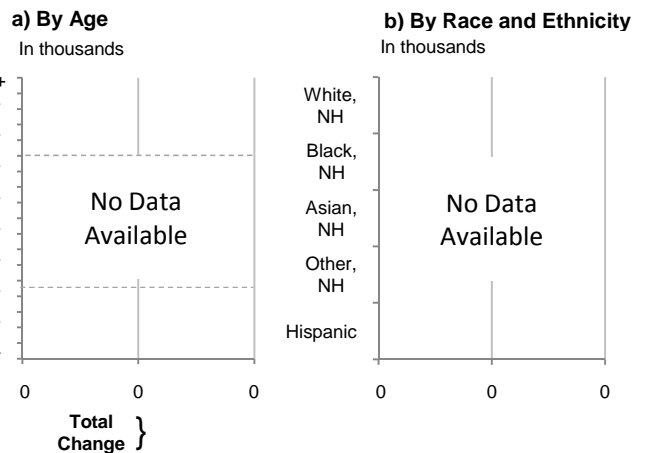 a) By Age
In thousands
+
No Data
Available
0 0 0
Total
Change }
b) By Race and Ethnicity
In thousands
White,
NH
Black,
NH
Asian,
NH
Other,
NH
Hispanic
No Data
Available
0 0 0